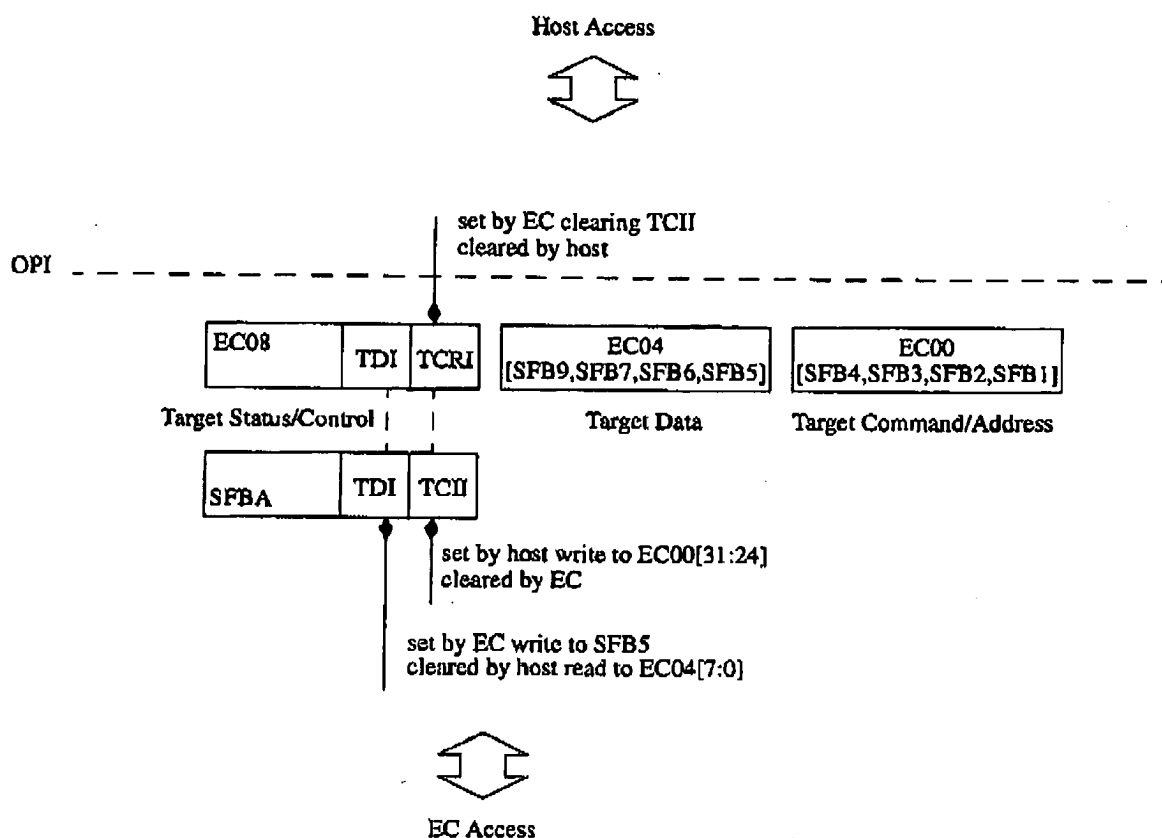 Host Access
set by EC clearing TCII
cleared by host
OPI
EC08
TDI
TCRI
EC04
[SFB9,SFB7,SFB6,SFB5]
EC00
[SFB4,SFB3,SFB2,SFB1]
Target Status/Control
Target Data
Target Command/Address
SFBA
TDI
TCII
set by host write to EC00[31:24]
cleared by EC
set by EC write to SFB5
cleared by host read to EC04[7:0]
EC Access